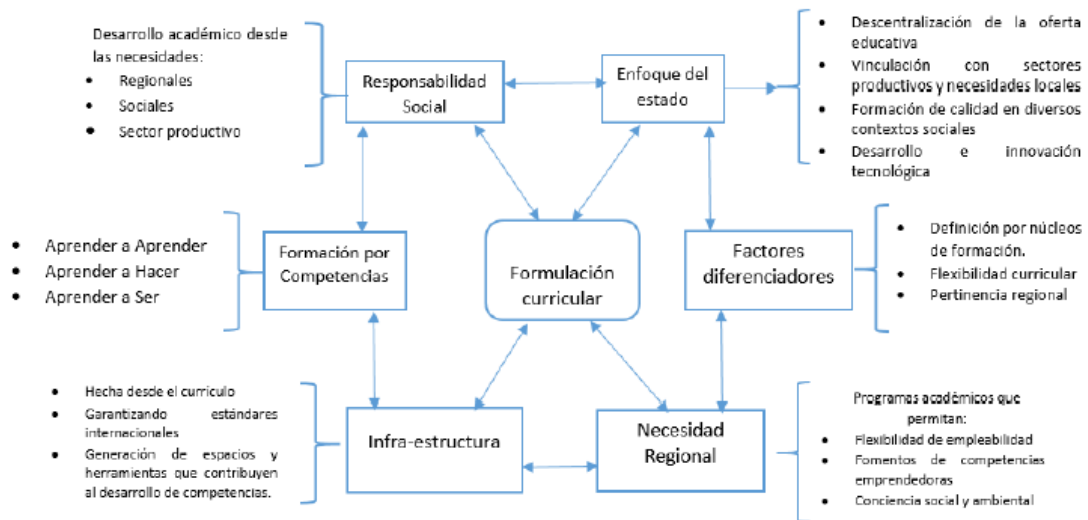 Desarrollo académico desde
las necesidades:
• Regionales
• Sociales
• Sector productivo
Responsabilidad
Social
Enfoque del
estado
• Descentralización de la oferta
educativa
• Vinculación con sectores
productivos y necesidades locales
• Formación de calidad en diversos
contextos sociales
• Desarrollo e innovación
tecnológica
• Aprender a Aprender
• Aprender a Hacer
• Aprender a Ser
Formación por
Competencias
Formulación
curricular
Factores
diferenciadores
• Definición por núcleos
de formación.
• Flexibilidad curricular
• Pertinencia regional
• Hecha desde el currículo
• Garantizando estándares
internacionales
• Generación de espacios y
herramientas que contribuyen
al desarrollo de competencias.
Infra-estructura
Necesidad
Regional
Programas académicos que
permitan:
• Flexibilidad de empleabilidad
• Fomentos de competencias
emprendedoras
• Conciencia social y ambiental